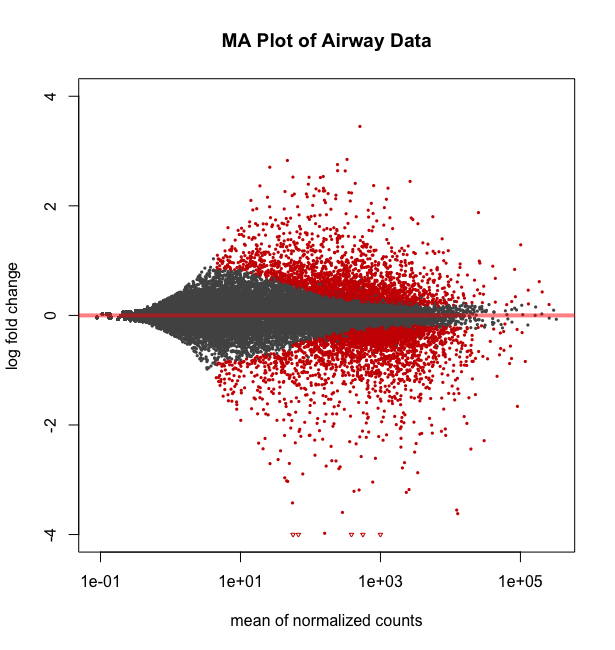 MA Plot of Airway Data
log fold change
4
2
0
-2
-4
1e-01 1e+01 1e+03 1e+05
mean of normalized counts